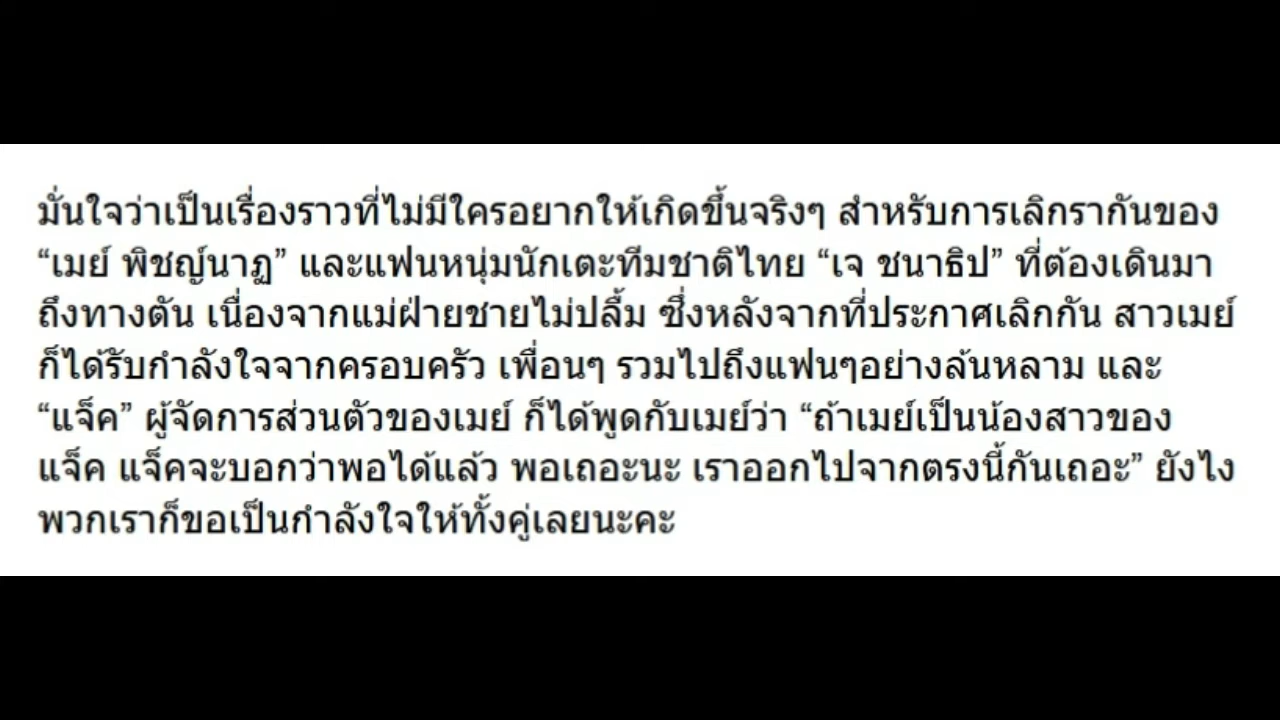 มั่นใจว่าเป็นเรื่องราวที่ไม่มีใครอยากให้เกิดขึ้นจริงๆ สำหรับการเลิกรากันของ
“เมย์ พิชญ์นาฏ” และแฟนหนุ่มนักเตะทีมชาติไทย “เจ ชนาธิป” ที่ต้องเดินมา
ถึงทางตัน เนื่องจากแม่ฝ่ายชายไม่ปลื้ม ซึ่งหลังจากที่ประกาศเลิกกัน สาวเมย์
ก็ได้รับกำลังใจจากครอบครัว เพื่อนๆ รวมไปถึงแฟนๆอย่างล้นหลาม และ
“แจ็ค” ผู้จัดการส่วนตัวของเมย์ ก็ได้พูดกับเมย์ว่า “ถ้าเมย์เป็นน้องสาวของ
แจ็ค แจ็คจะบอกว่าพอได้แล้ว พอเถอะนะ เราออกไปจากตรงนี้กันเถอะ” ยังไง
พวกเราก็ขอเป็นกำลังใจให้ทั้งคู่เลยนะคะ